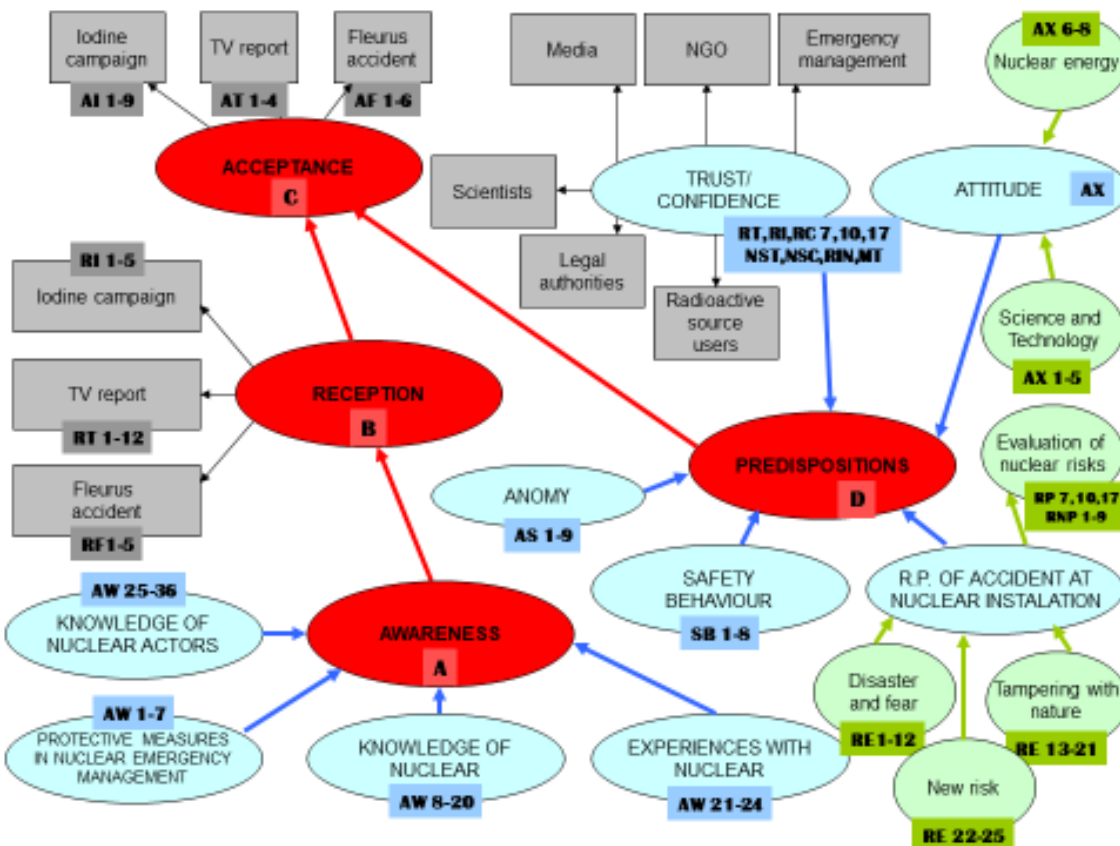 Iodine
campaign
AI 1-9
TV report
AT 1-4
Fleurus
accident
AF 1-6
Media
NGO
Emergency
management
AX 6-8
Nuclear energy
ACCEPTANCE
C
Scientists
TRUST/
CONFIDENCE
RT,RI,RC 7,10,17
NST,NSC,RIN,MT
ATTITUDE
AX
Legal
authorities
Radioactive
source
users
RI 1-5
Iodine campaign
Science and
Technology
AX 1-5
TV report
RT 1-12
RECEPTION
B
Evaluation of
nuclear risks
RP 7,10,17
RNP 1-9
PREDISPOSITIONS
D
Fleurus
accident
RF1-5
ANOMY
AS 1-9
SAFETY
BEHAVIOUR
SB 1-8
R.P. OF ACCIDENT AT
NUCLEAR INSTALATION
AW 25-36
KNOWLEDGE OF
NUCLEAR ACTORS
AWARENESS
A
Disaster
and fear
RE1-12
Tampering with
nature
RE 13-21
AW 1-7
PROTECTIVE MEASURES
IN NUCLEAR EMERGENCY
MANAGEMENT
KNOWLEDGE OF
NUCLEAR
AW 8-20
EXPERIENCES WITH
NUCLEAR
AW 21-24
New risk
RE 22-25